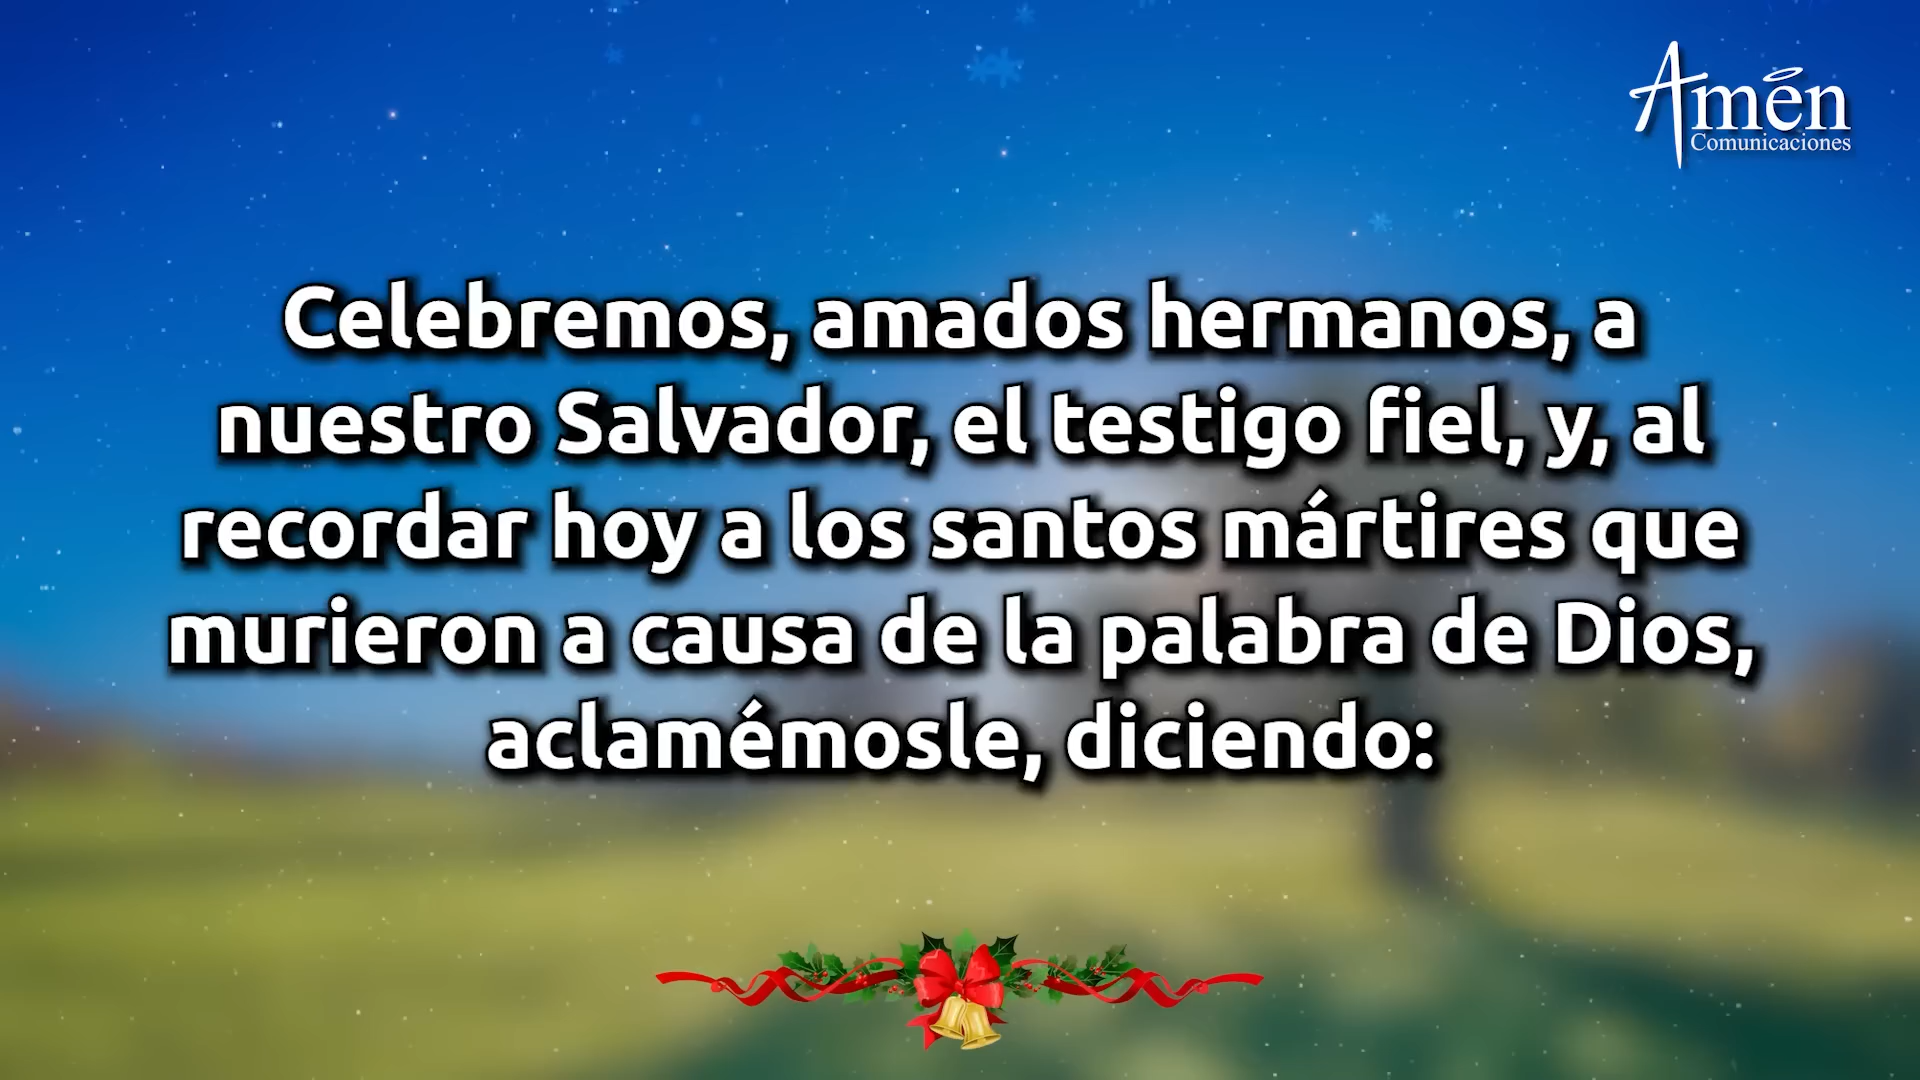 Amén
Comunicaciones
Celebremos, amados hermanos, a
nuestro Salvador, el testigo fiel, y, al
recordar hoy a los santos mártires que
murieron a causa de la palabra de Dios,
aclamémosle, diciendo: